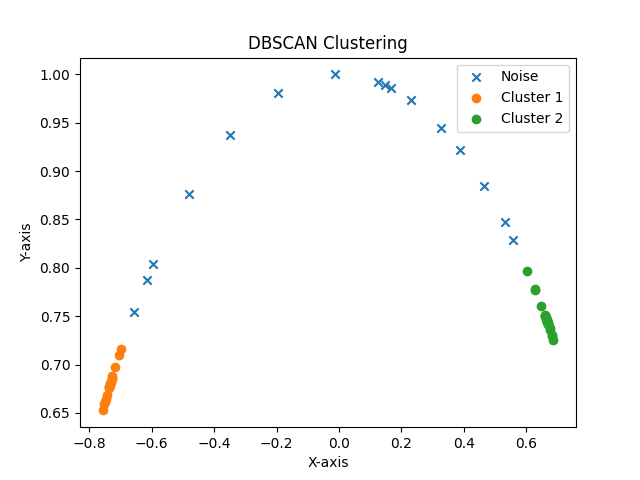 DBSCAN Clustering
Noise
Cluster 1
Cluster 2
1.00
0.95
0.90
0.85
0.80
0.75
0.70
0.65
Y-axis
−0.8 −0.6 −0.4 −0.2 0.0 0.2 0.4 0.6
X-axis